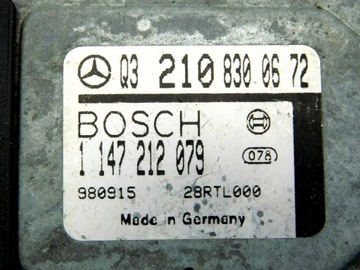 Q3 210 830 06 72
BOSCH
1 147 212 079
078
980915 28RTL000
Made in Germany